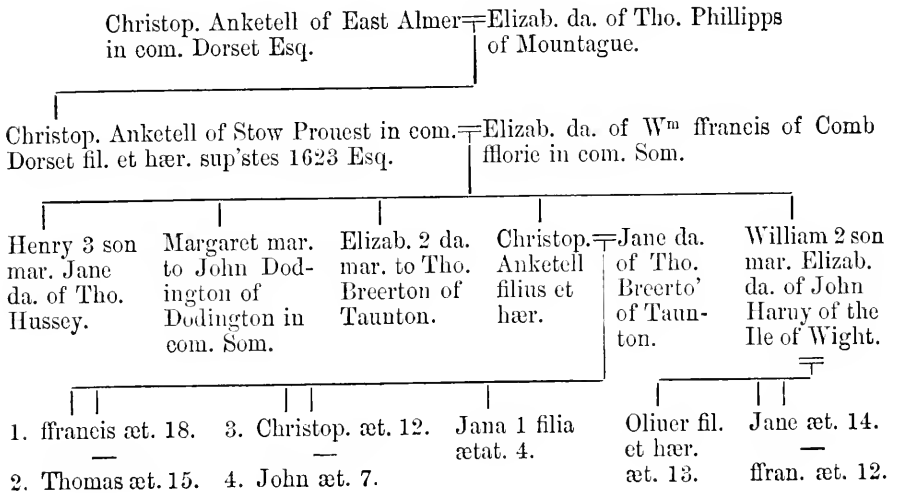 Christop. Anketell of East Almer
in com. Dorset Esq.
Elizab. da. of Tho. Phillipps
of Mountague.
Christop. Anketell of Stow Prouest in com.
Dorset fil. et hær. sup'stes 1623 Esq.
Elizab. da. of Wᵐ ffrancis of Comb
fflorie in com. Som.
Henry 3 son
mar. Jane
da. of Tho.
Hussey.
Margaret mar.
to John Dod-
ington of
Dodington in
com. Som.
Elizab. 2 da.
mar. to Tho.
Breerton of
Taunton.
Christop.
Anketell
filius et
hær.
Jane da.
of Tho.
Breerto'
of Taun-
ton.
William 2 son
mar. Elizab.
da. of John
Haruy of the
Ile of Wight.
1. ffrancis æt. 18.
2. Thomas æt. 15.
3. Christop. æt. 12.
4. John æt. 7.
Jana 1 filia
ætat. 4.
Oliuer fil.
et hær.
æt. 13.
Jane æt. 14.
ffran. æt. 12.